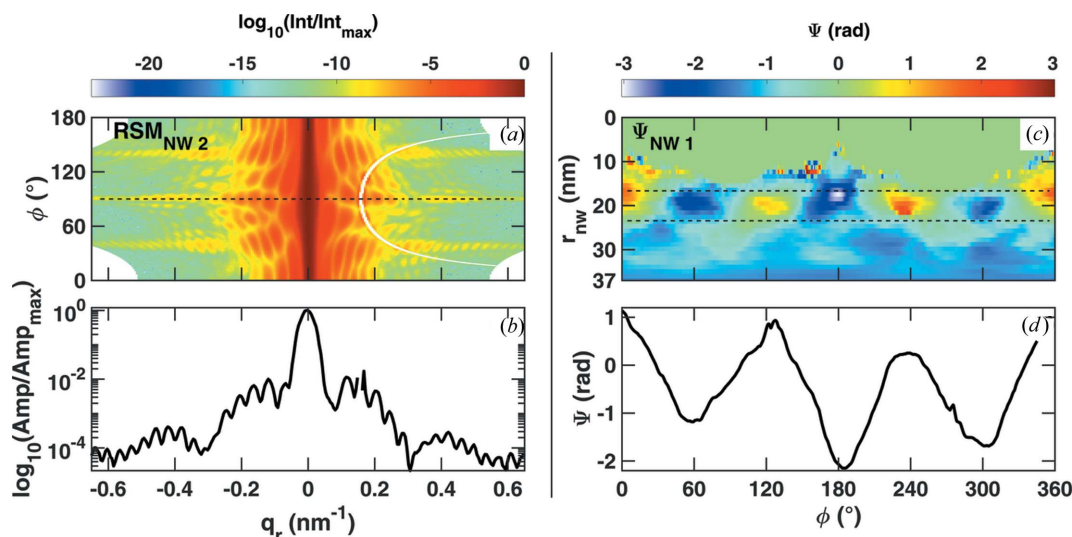 log10(Int/Intmax)
-20 -15 -10 -5 0
180
120
60
0
ϕ (°)
RSMNW 2
(a)
10^0
10^-2
10^-4
log10(Amp/Ampmax)
(b)
-0.6 -0.4 -0.2 0 0.2 0.4 0.6
qr (nm^-1)
Ψ (rad)
-3 -2 -1 0 1 2 3
0
10
20
30
37
rnw (nm)
ΨNW 1
(c)
1
0
-1
-2
Ψ (rad)
(d)
0 60 120 180 240 300 360
ϕ (°)